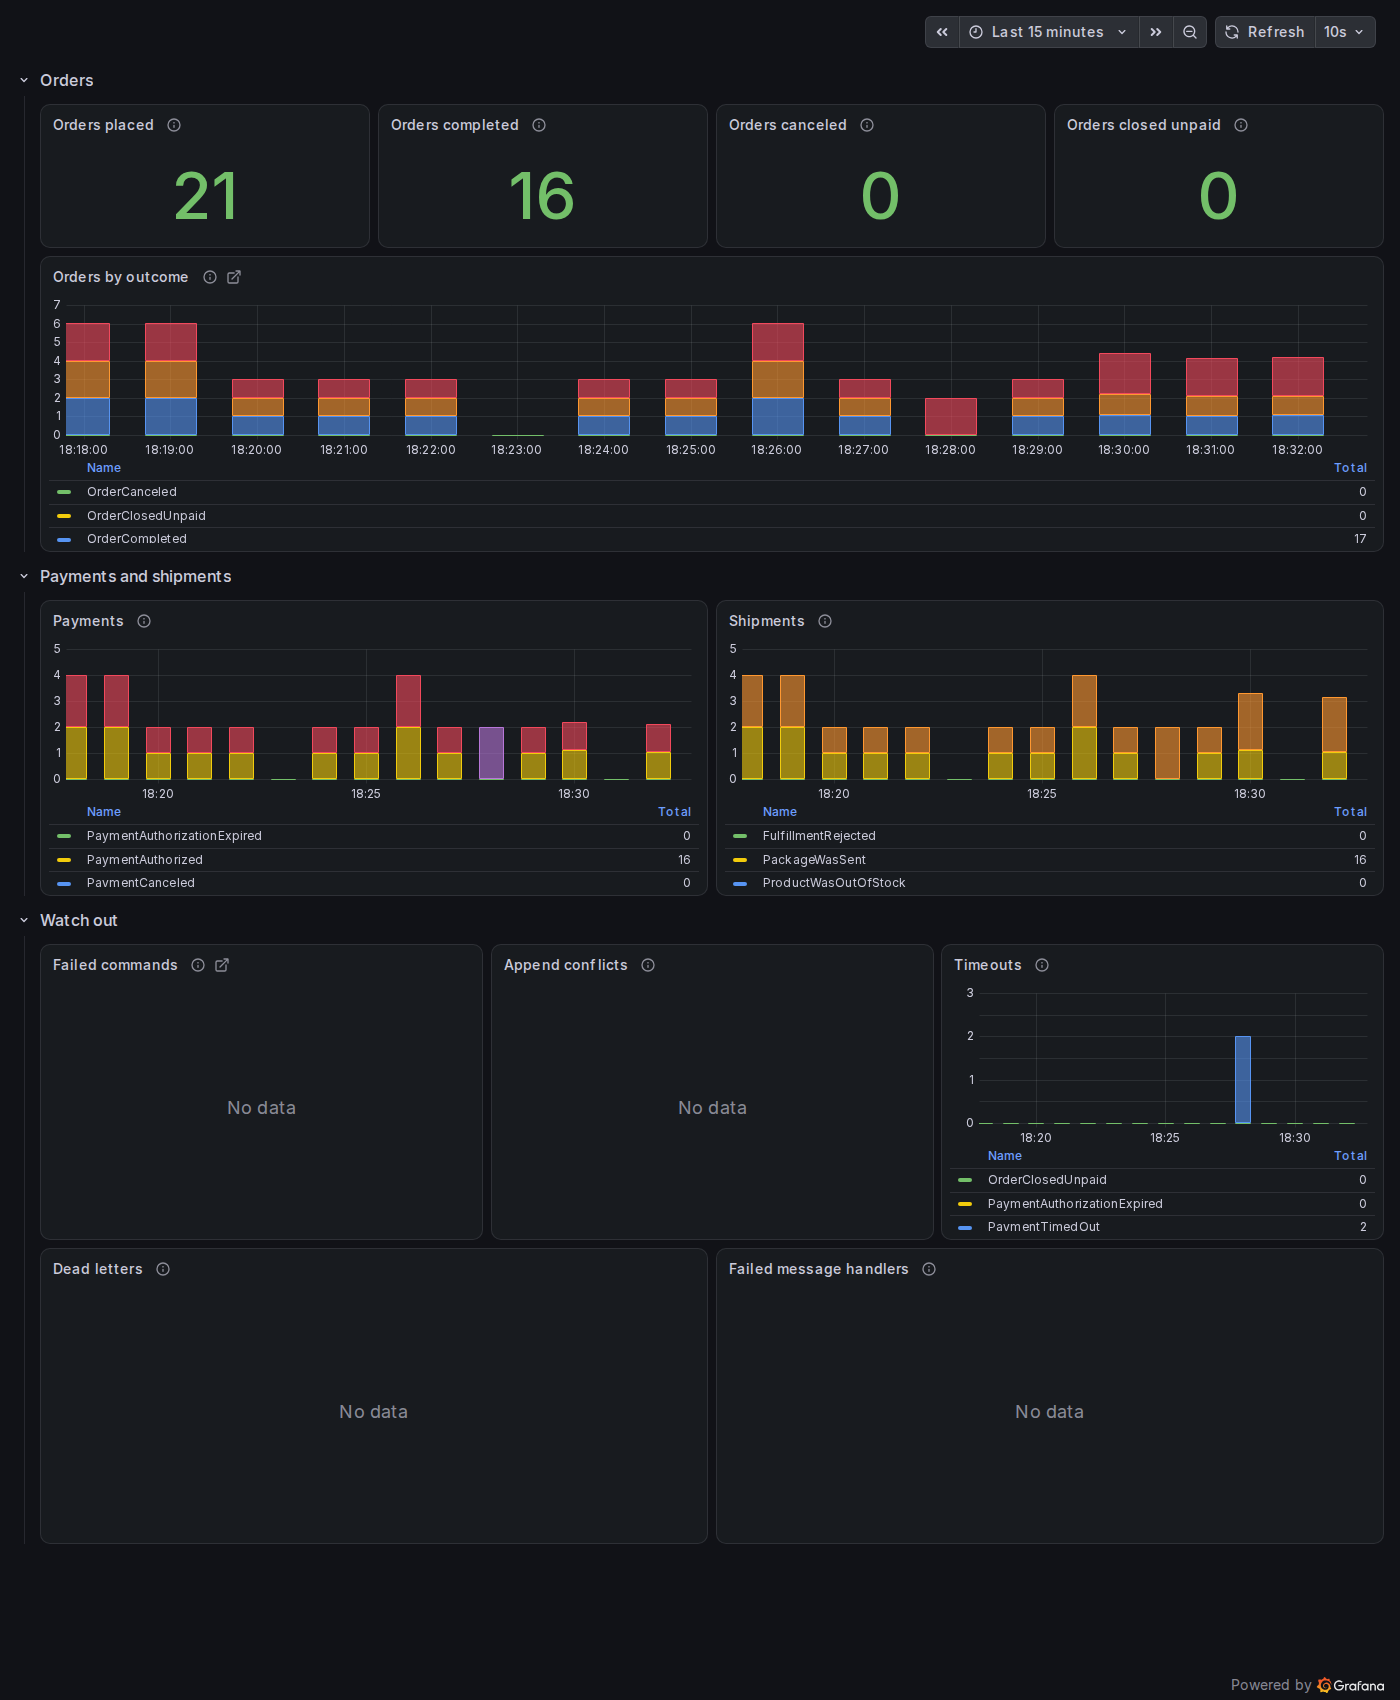 Last 15 minutes
Refresh
10s
Orders
Orders placed
21
Orders completed
16
Orders canceled
0
Orders closed unpaid
0
Orders by outcome
7
6
5
4
3
2
1
0
18:18:00 18:19:00 18:20:00 18:21:00 18:22:00 18:23:00 18:24:00 18:25:00 18:26:00 18:27:00 18:28:00 18:29:00 18:30:00 18:31:00 18:32:00
Name Total
OrderCanceled 0
OrderClosedUnpaid 0
OrderCompleted 17
Payments and shipments
Payments
5
4
3
2
1
0
18:20 18:25 18:30
Name Total
PaymentAuthorizationExpired 0
PaymentAuthorized 16
PaymentCanceled 0
Shipments
5
4
3
2
1
0
18:20 18:25 18:30
Name Total
FulfillmentRejected 0
PackageWasSent 16
ProductWasOutOfStock 0
Watch out
Failed commands
No data
Append conflicts
No data
Timeouts
3
2
1
0
18:20 18:25 18:30
Name Total
OrderClosedUnpaid 0
PaymentAuthorizationExpired 0
PaymentTimedOut 2
Dead letters
No data
Failed message handlers
No data
Powered by Grafana